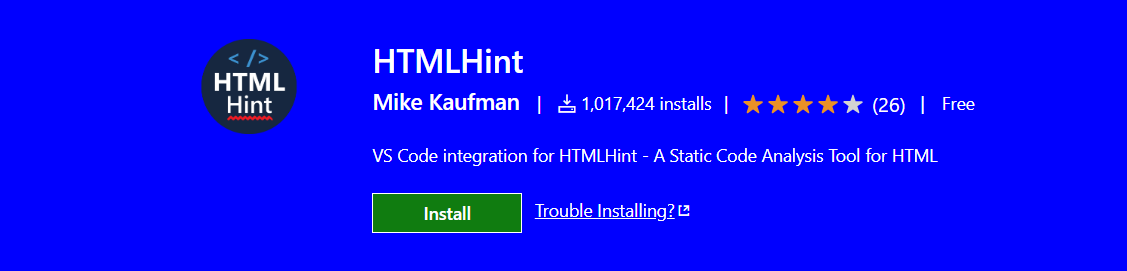 </>
HTML
Hint
HTMLHint
Mike Kaufman | 1,017,424 installs | (26) | Free
VS Code integration for HTMLHint - A Static Code Analysis Tool for HTML
Install Trouble Installing?